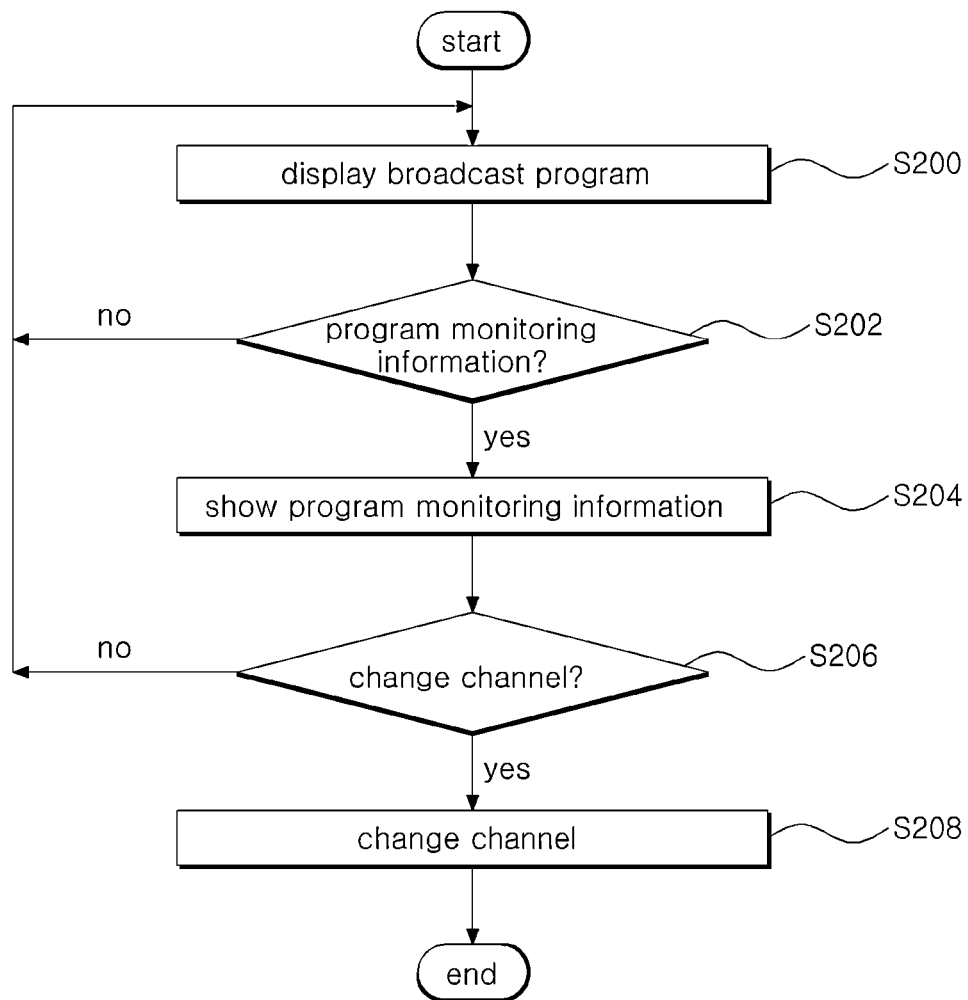 start
display broadcast program
S200
no
program monitoring
information?
S202
yes
show program monitoring information
S204
no
change channel?
S206
yes
change channel
S208
end